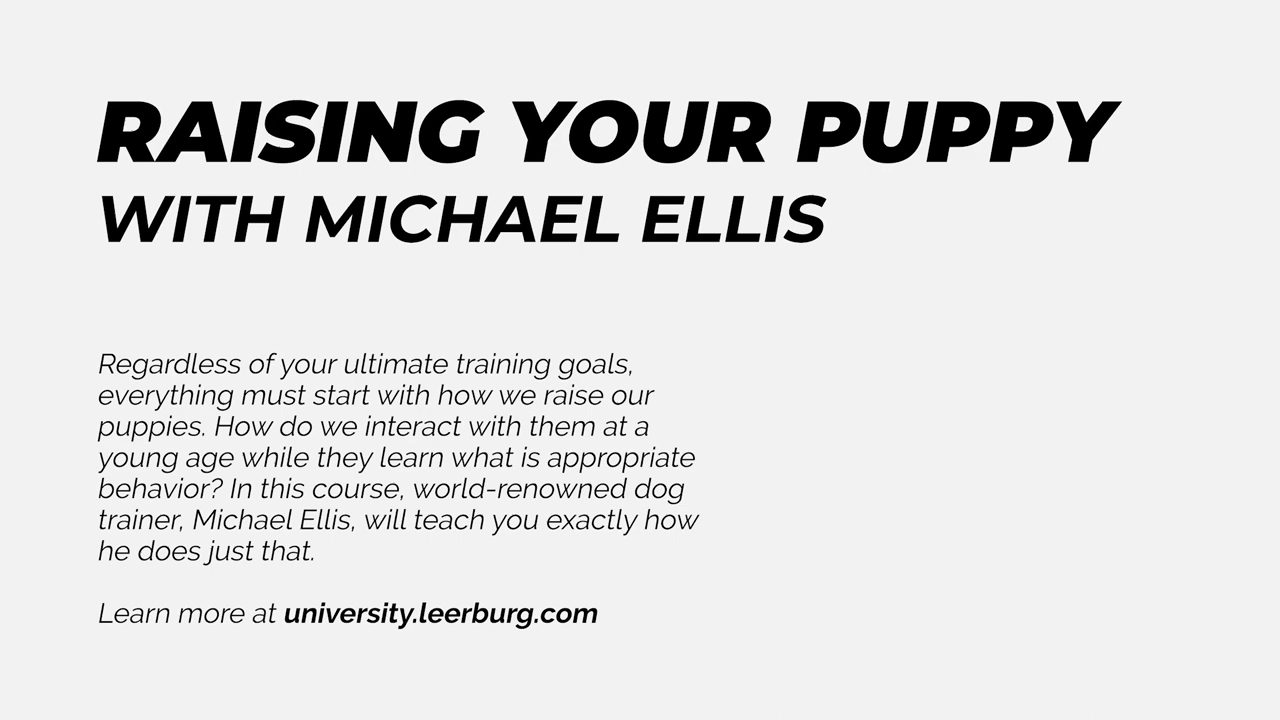 RAISING YOUR PUPPY
WITH MICHAEL ELLIS
Regardless of your ultimate training goals,
everything must start with how we raise our
puppies. How do we interact with them at a
young age while they learn what is appropriate
behavior? In this course, world-renowned dog
trainer, Michael Ellis, will teach you exactly how
he does just that.
Learn more at university.leerburg.com